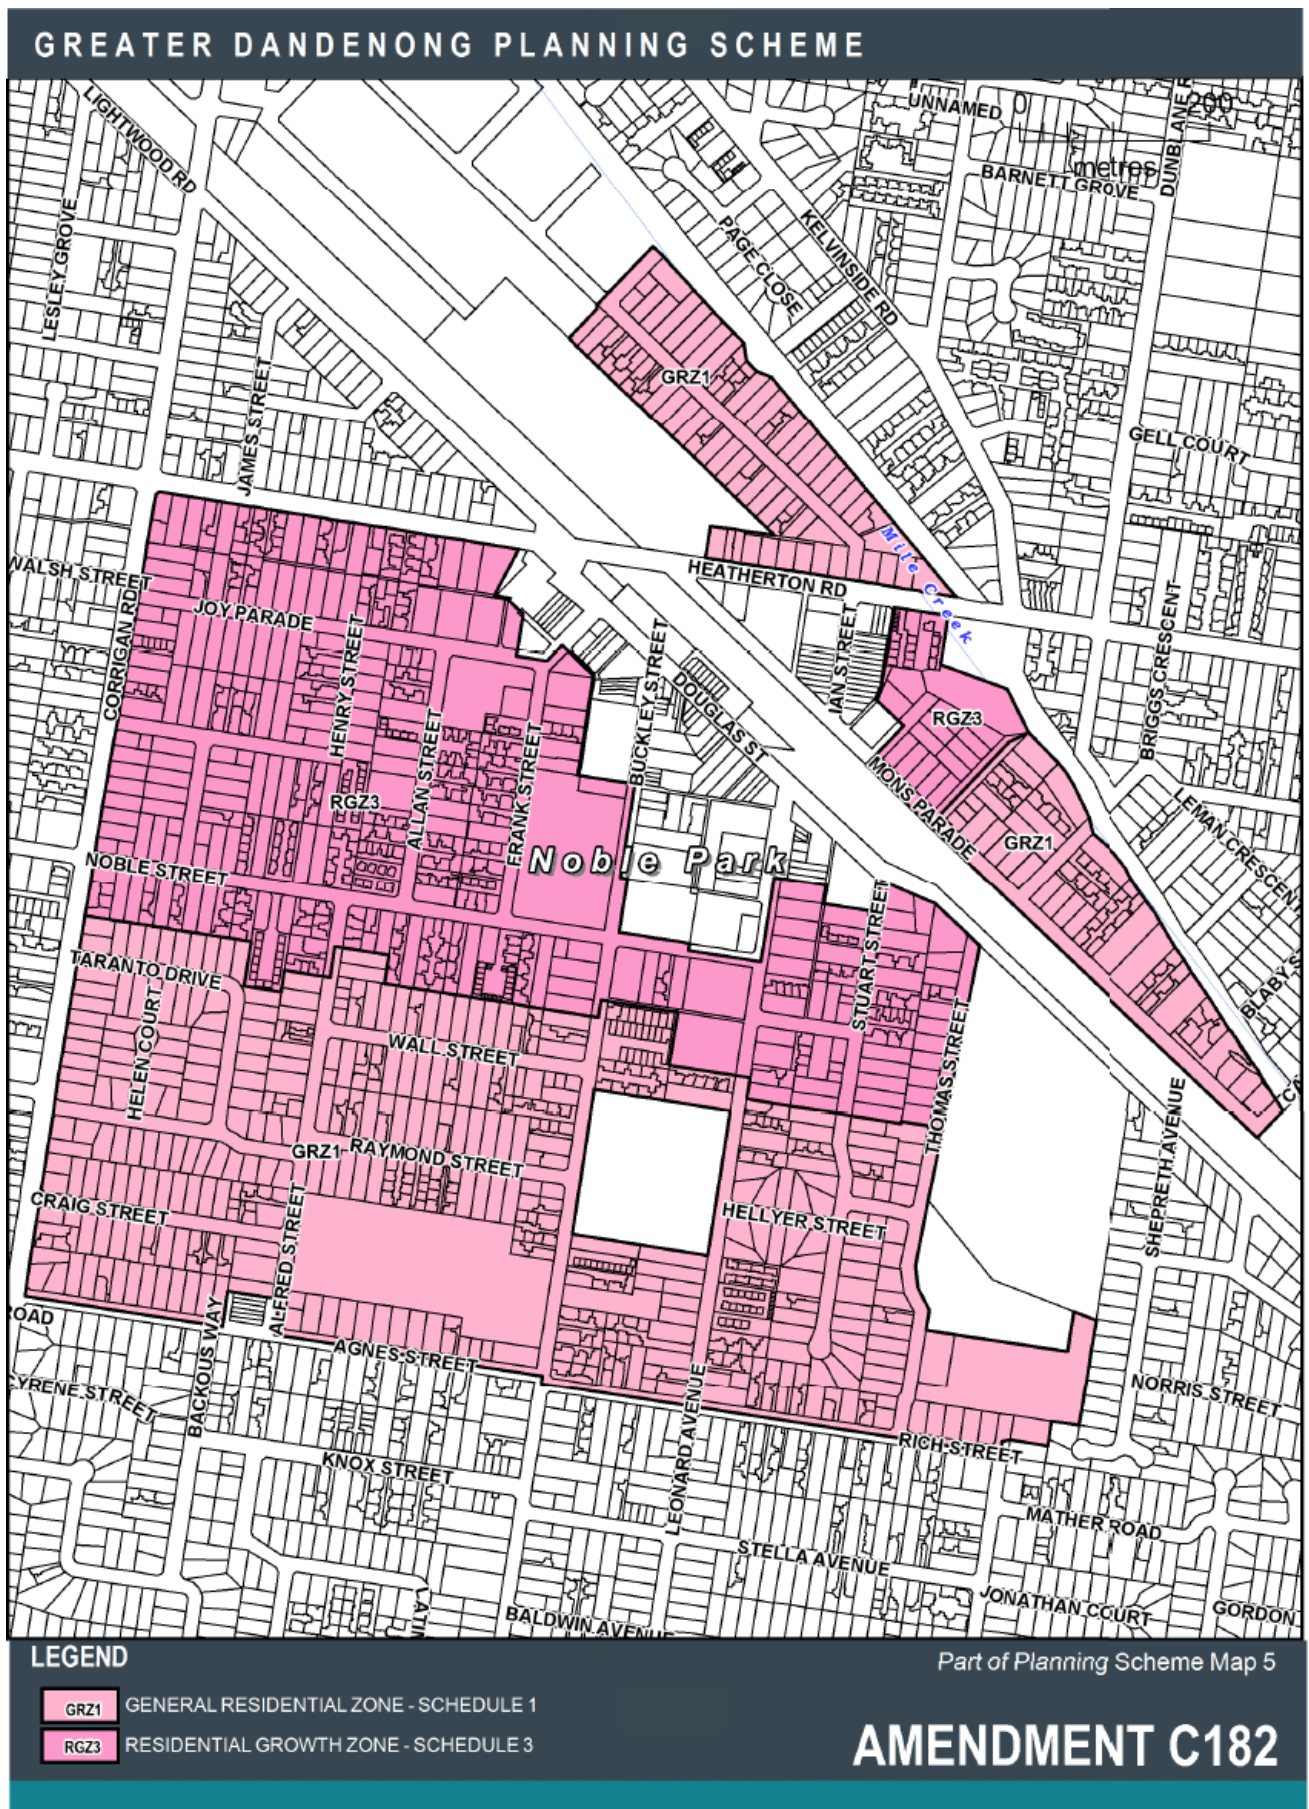 GREATER DANDENONG PLANNING SCHEME
LIGHTWOOD RD
UNNAMED
0
200
metres
DUNBLANE
BARNETT GROVE
LESLEY GROVE
PAGE CLOSE
KELVINSIDE RD
GRZ1
JAMES STREET
GELL COURT
Mile Creek
WALSH STREET
HEATHERTON RD
JOY PARADE
CORRIGAN RD
HENRY STREET
BUCKLEY STREET
IAN STREET
BRIGGS CRESCENT
DOUGLAS ST
RGZ3
ALLAN STREET
FRANK STREET
MONS PARADE
RGZ3
LEMAN CRESCENT
GRZ1
Noble Park
NOBLE STREET
STUART STREET
TARANTO DRIVE
BLABY
HELEN COURT
WALL STREET
THOMAS STREET
SHEPRETH AVENUE
GRZ1
RAYMOND STREET
CRAIG STREET
HELLYER STREET
ALFRED STREET
ROAD
BACKOUS WAY
AGNES STREET
LEONARD AVENUE
NORRIS STREET
RICH STREET
KNOX STREET
MATHER ROAD
STELLA AVENUE
JONATHAN COURT
GORDON
BALDWIN AVENUE
LEGEND
Part of Planning Scheme Map 5
GRZ1 GENERAL RESIDENTIAL ZONE - SCHEDULE 1
RGZ3 RESIDENTIAL GROWTH ZONE - SCHEDULE 3
AMENDMENT C182